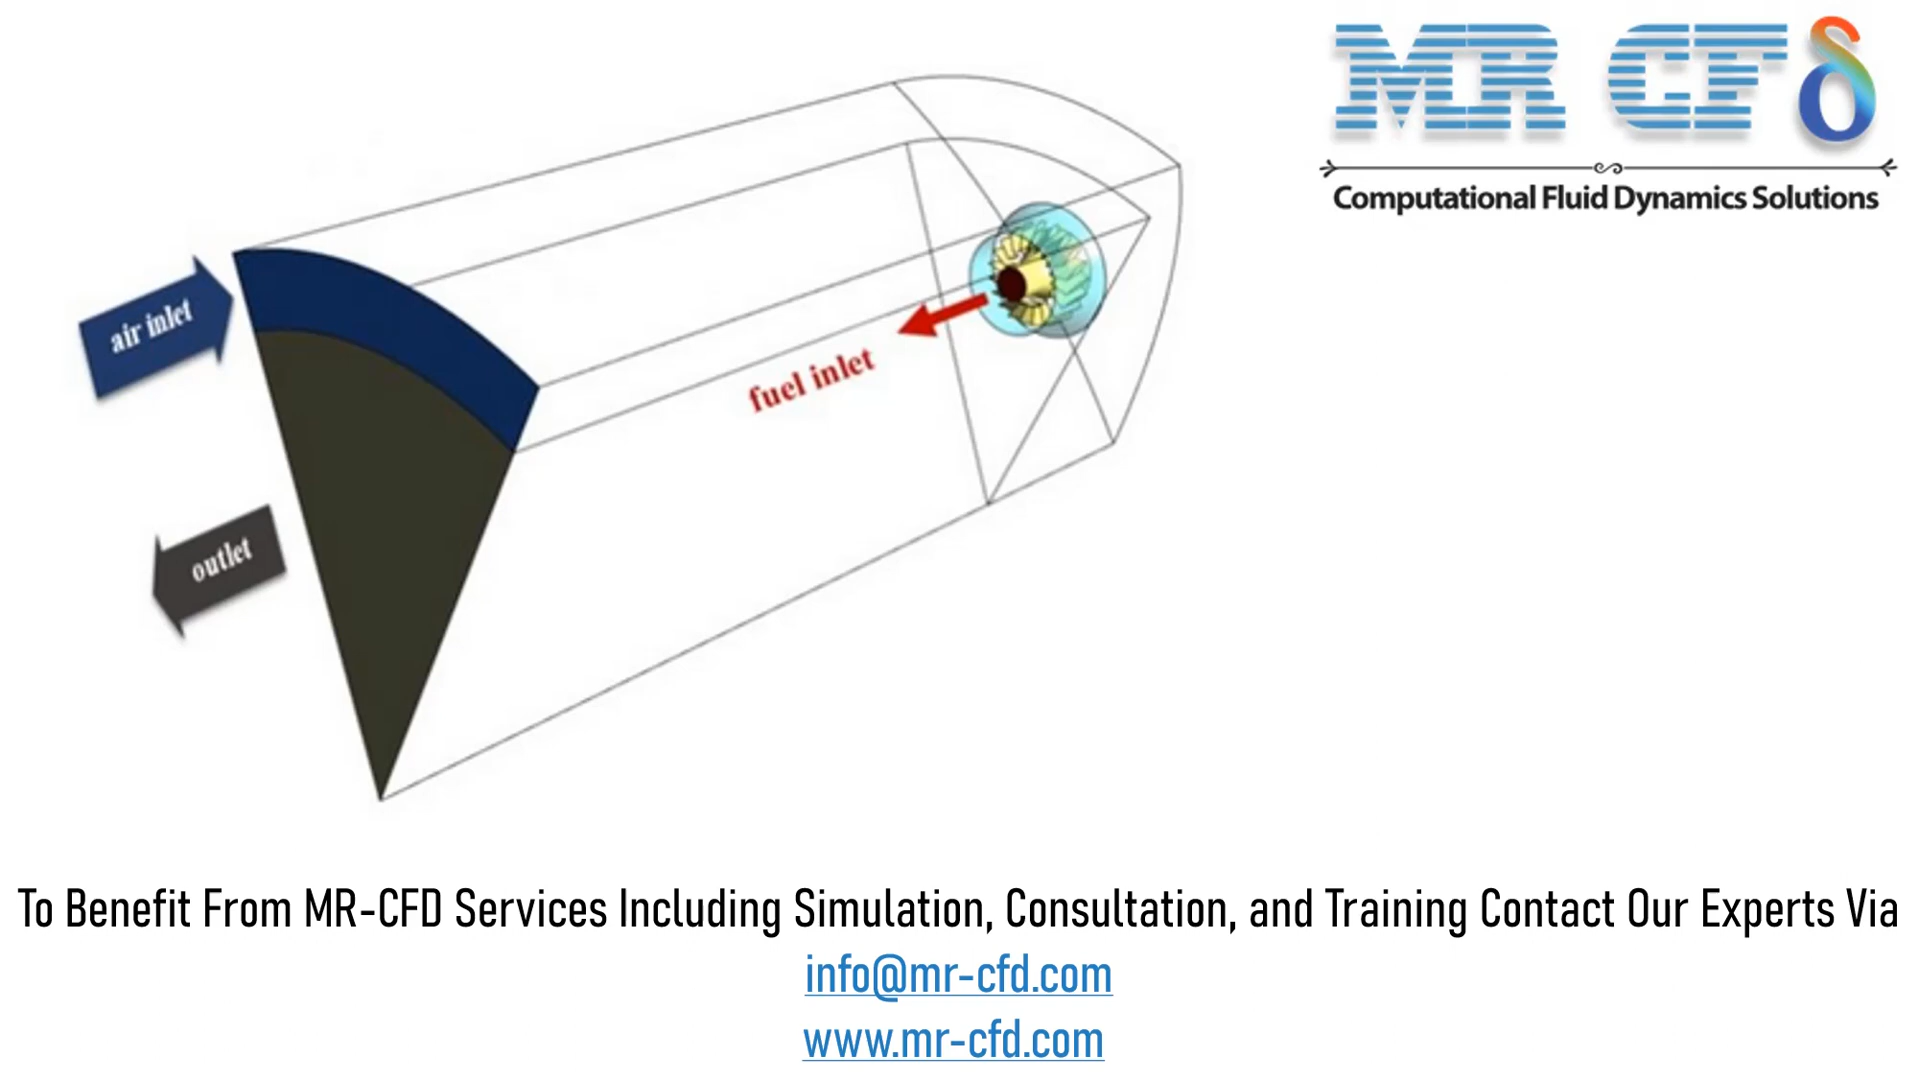 MR CFδ
Computational Fluid Dynamics Solutions
air inlet
fuel inlet
outlet
To Benefit From MR-CFD Services Including Simulation, Consultation, and Training Contact Our Experts Via
info@mr-cfd.com
www.mr-cfd.com